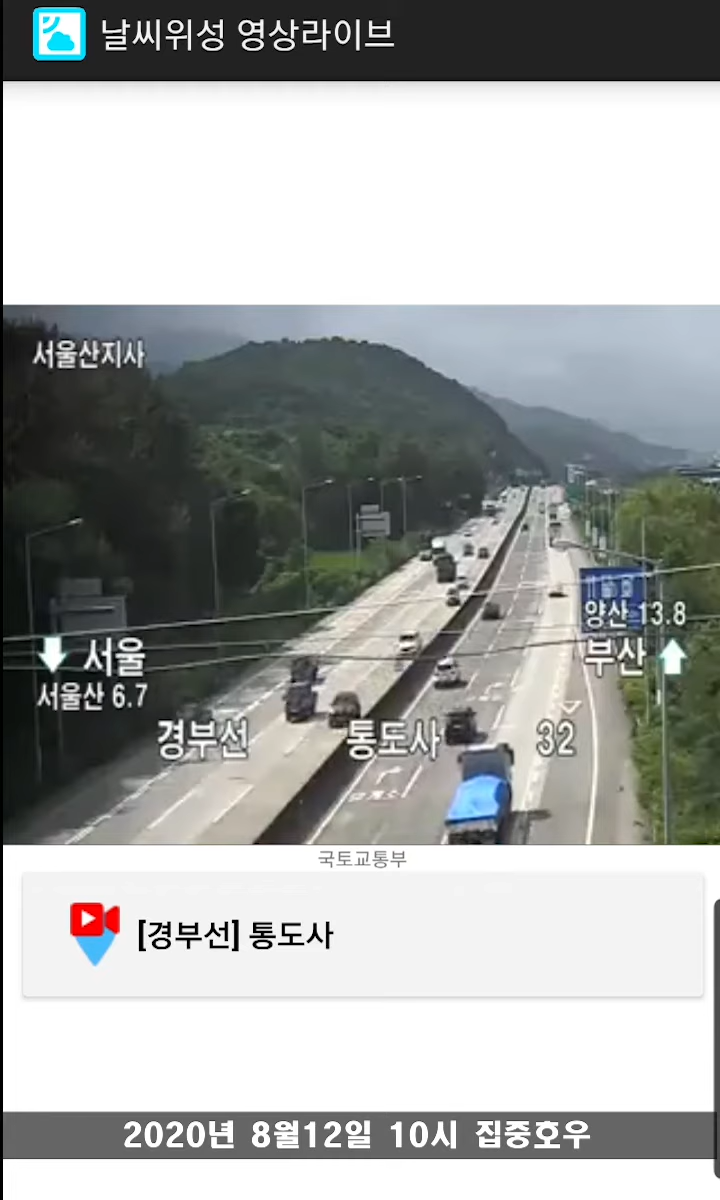 날씨위성 영상라이브
서울산지사
양산 13.8
서울
부산
서울산 6.7
경부선 통도사 32
국토교통부
[경부선] 통도사
2020년 8월12일 10시 집중호우